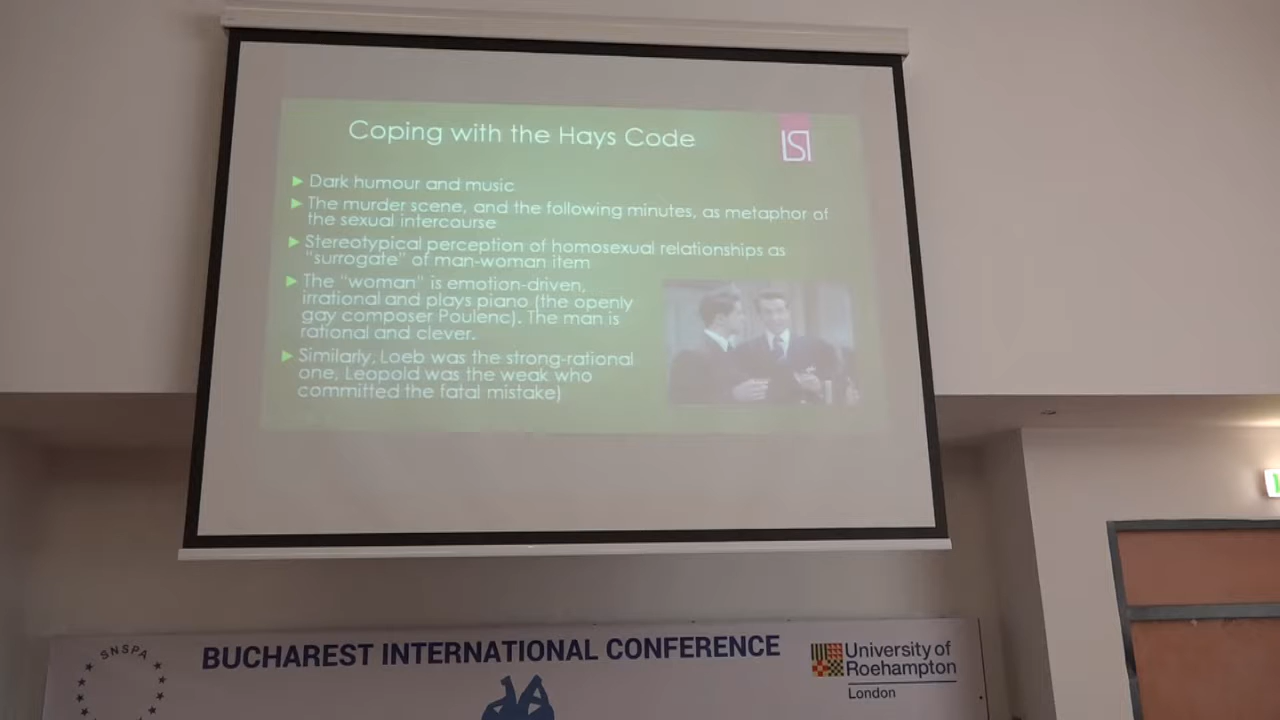 Coping with the Hays Code
LSI
Dark humour and music
The murder scene, and the following minutes, as metaphor of
the sexual intercourse
Stereotypical perception of homosexual relationships as
"surrogate" of man-woman item
The "woman" is emotion-driven,
irrational and plays piano (the openly
gay composer Poulenc). The man is
rational and clever.
Similarly, Loeb was the strong-rational
one, Leopold was the weak who
committed the fatal mistake)
SNSPA
BUCHAREST INTERNATIONAL CONFERENCE
University of
Roehampton
London